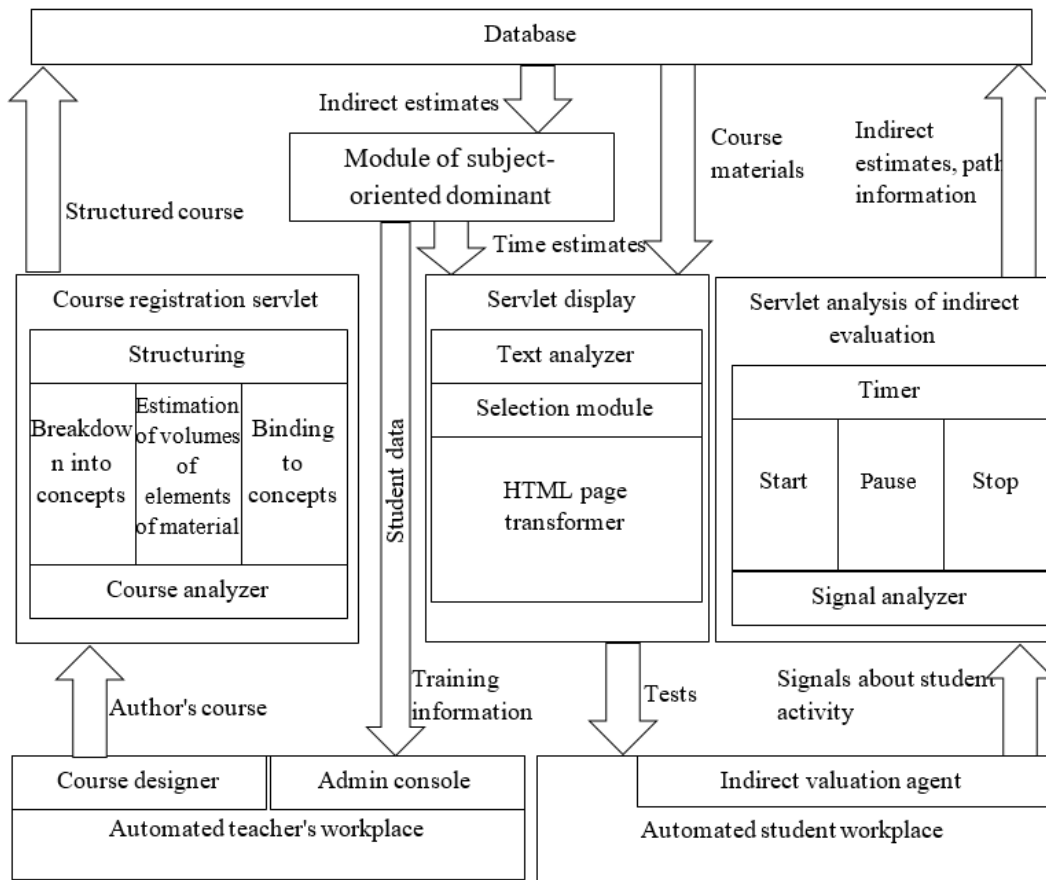 Database
Indirect estimates
Module of subject-
oriented dominant
Course
materials
Indirect
estimates, path
information
Structured course
Time estimates
Course registration servlet
Structuring
Breakdow
n into
concepts
Estimation
of volumes
of
elements
of material
Binding
to
concepts
Course analyzer
Student data
Servlet display
Text analyzer
Selection module
HTML page
transformer
Servlet analysis of indirect
evaluation
Timer
Start
Pause
Stop
Signal analyzer
Author's course
Training
information
Tests
Signals about student
activity
Course designer
Admin console
Automated teacher's workplace
Indirect valuation agent
Automated student workplace